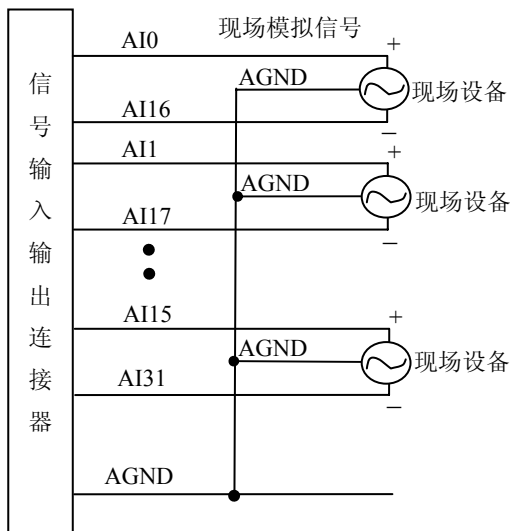 信号输入输出连接器
AI0
现场模拟信号
+
AGND
现场设备
AI16
−
AI1
+
AGND
现场设备
AI17
−
AI15
+
AGND
现场设备
AI31
−
AGND